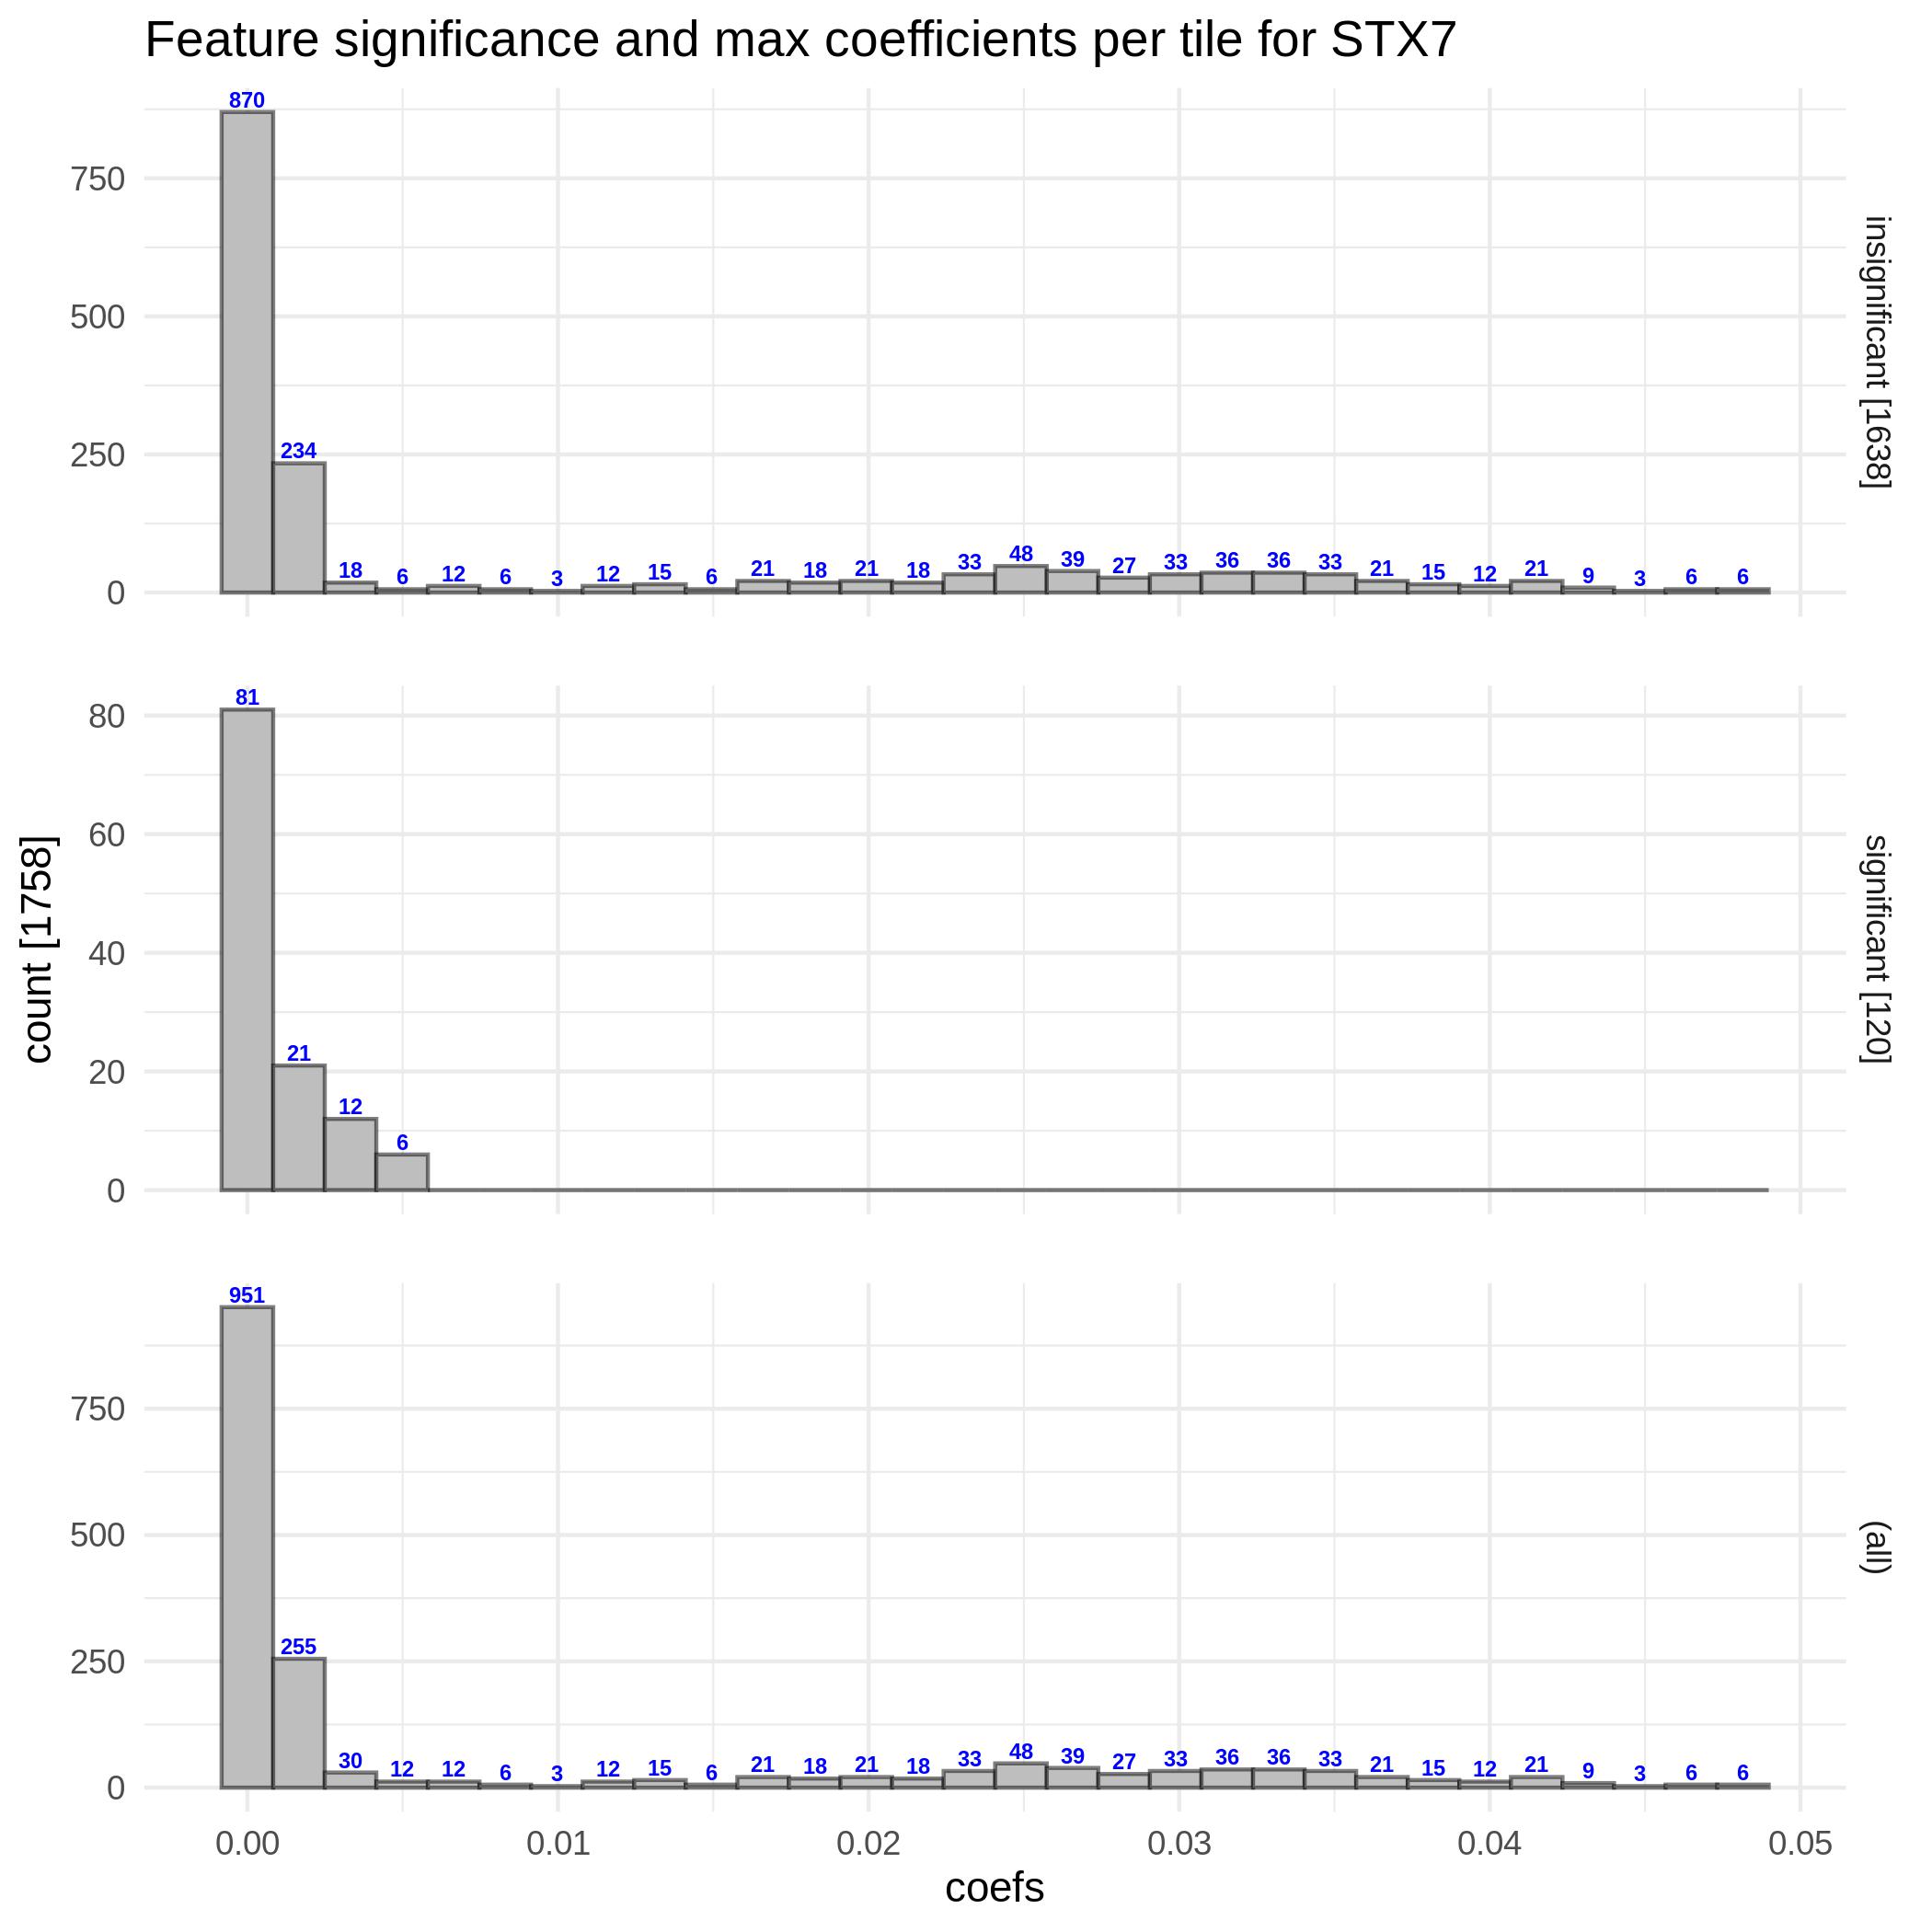 Feature significance and max coefficients per tile for STX7
870
750
234
500
250
18 6 12 6 3 12 15 6 21 18 21 18 33 48 39 27 33 36 36 33 21 15 12 21 9 3 6 6
0
insignificant [1638]
81
80
60
40
21
20
12
6
0
significant [120]
count [1758]
951
750
500
255
250
30 12 12 6 3 12 15 6 21 18 21 18 33 48 39 27 33 36 36 33 21 15 12 21 9 3 6 6
0
(all)
0.00 0.01 0.02 0.03 0.04 0.05
coefs